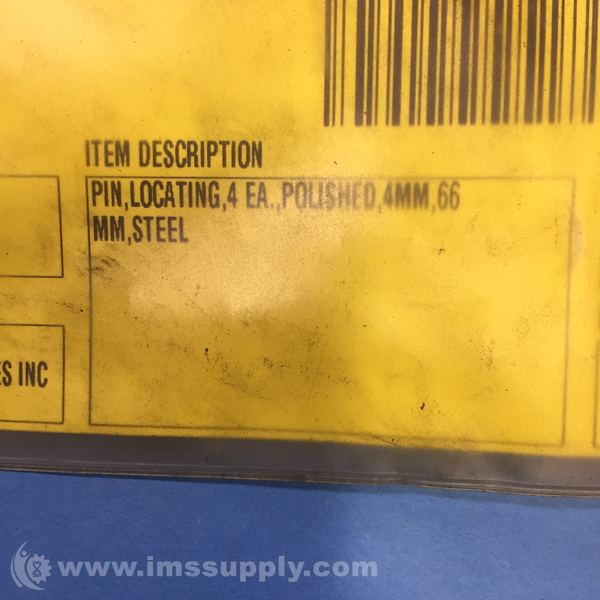 ITEM DESCRIPTION
PIN,LOCATING,4 EA.,POLISHED,4MM,66
MM,STEEL
ES INC
www.imssupply.com